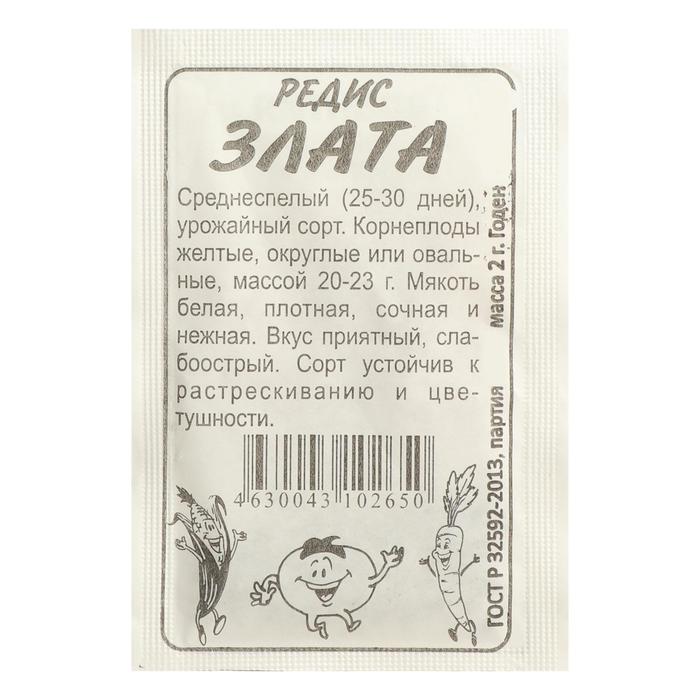 РЕДИС
ЗЛАТА
Среднеспелый (25-30 дней),
урожайный сорт. Корнеплоды
желтые, округлые или оваль-
ные, массой 20-23 г. Мякоть
белая, плотная, сочная и
нежная. Вкус приятный, сла-
боострый. Сорт устойчив к
растрескиванию и цве-
тушности.
4630043102650
ГОСТ Р 32592-2013, партия масса 2 г. Годен